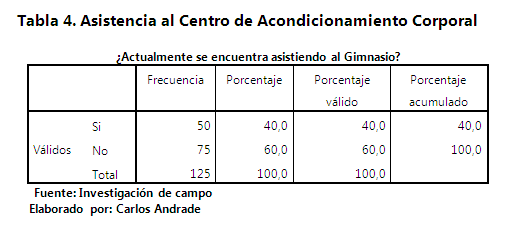 Tabla 4. Asistencia al Centro de Acondicionamiento Corporal
¿Actualmente se encuentra asistiendo al Gimnasio?
Frecuencia Porcentaje Porcentaje válido Porcentaje acumulado
Válidos Si 50 40,0 40,0 40,0
No 75 60,0 60,0 100,0
Total 125 100,0 100,0
Fuente: Investigación de campo
Elaborado por: Carlos Andrade